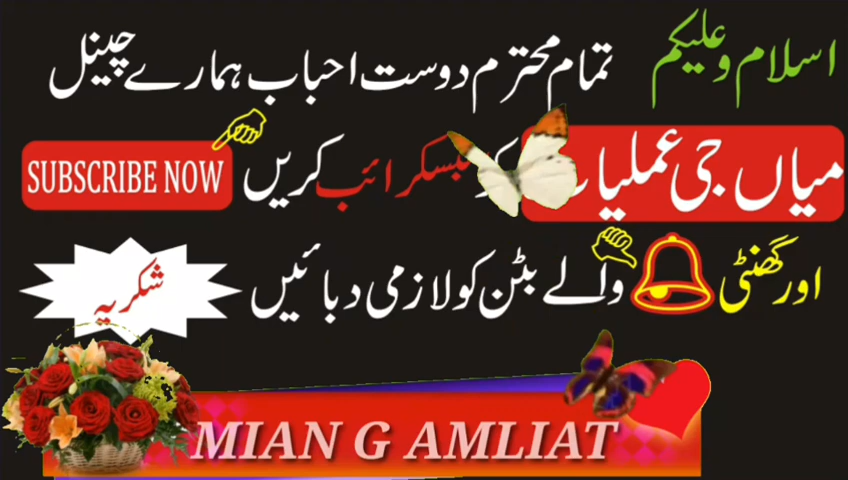 اسلام وعلیکم تمام محترم دوست احباب ہمارے چینل
میاں جی عملیات کو سبسکرائب کریں SUBSCRIBE NOW
اور گھنٹی والے بٹن کو لازمی دبائیں شکریہ
MIAN G AMLIAT